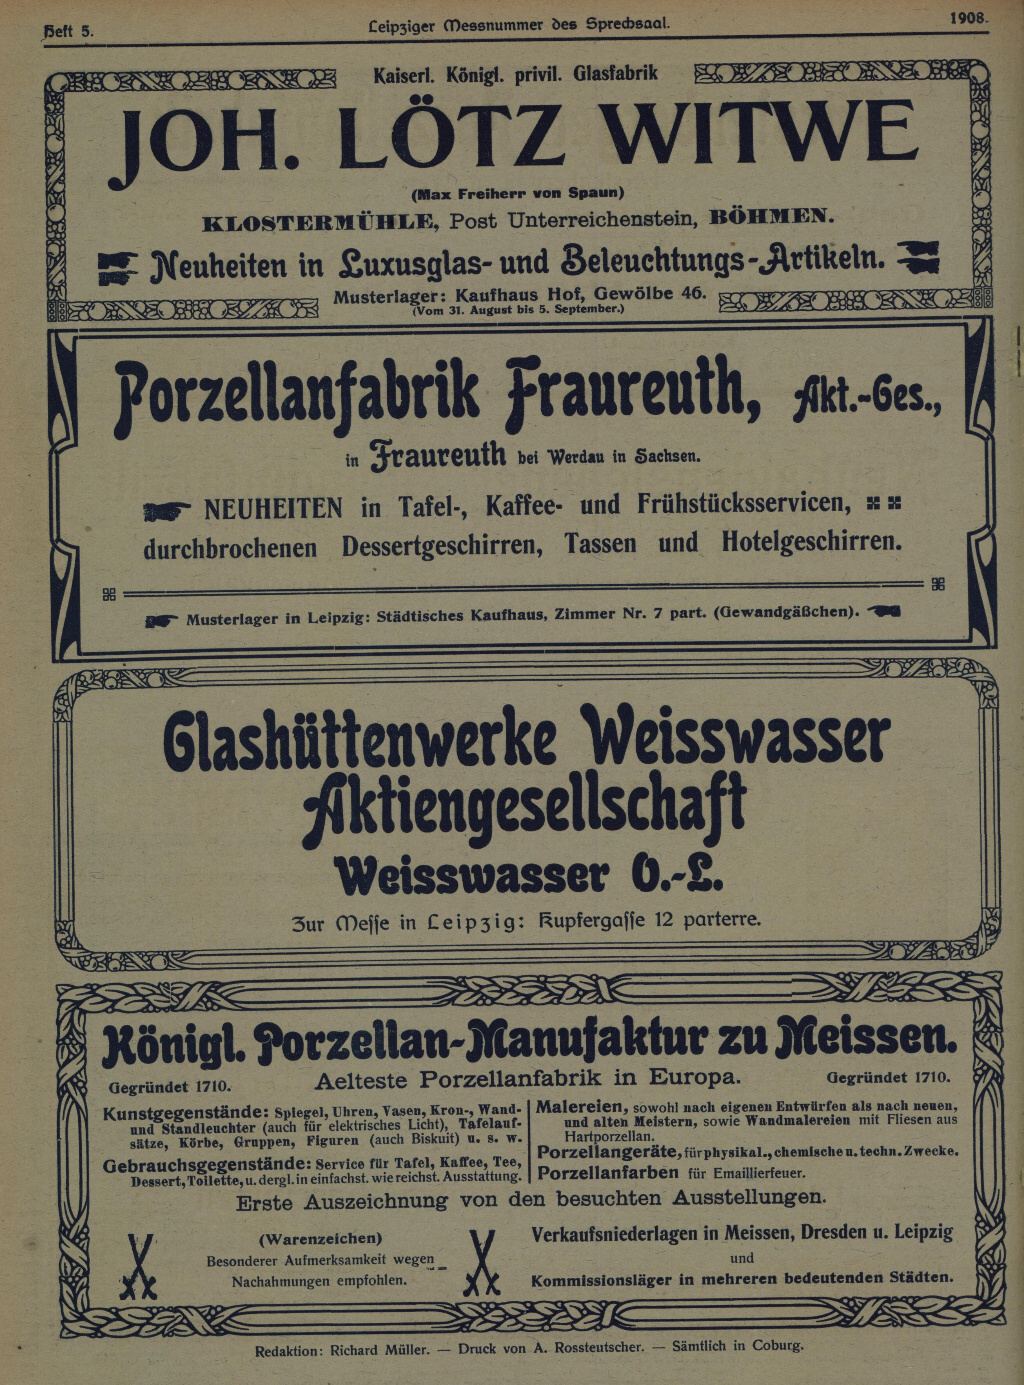 Heft 5.
Leipziger Messnummer des Sprechsaal.
1908.
Kaiserl. Königl. privil. Glasfabrik
JOH. LÖTZ WITWE
(Max Freiherr von Spaun)
KLOSTERMÜHLE, Post Unterreichenstein, BÖHMEN.
Neuheiten in Luxusglas- und Beleuchtungs-Artikeln.
Musterlager: Kaufhaus Hof, Gewölbe 46.
(Vom 31. August bis 5. September.)
Porzellanfabrik Fraureuth, Akt.-Ges.,
in Fraureuth bei Werdau in Sachsen.
NEUHEITEN in Tafel-, Kaffee- und Frühstücksservicen,
durchbrochenen Dessertgeschirren, Tassen und Hotelgeschirren.
Musterlager in Leipzig: Städtisches Kaufhaus, Zimmer Nr. 7 part. (Gewandgäßchen).
Glashüttenwerke Weisswasser
Aktiengesellschaft
Weisswasser O.-L.
Zur Messe in Leipzig: Kupfergasse 12 parterre.
Königl. Porzellan-Manufaktur zu Meissen.
Gegründet 1710.
Aelteste Porzellanfabrik in Europa.
Gegründet 1710.
Kunstgegenstände: Spiegel, Uhren, Vasen, Kron-, Wand-
und Standleuchter (auch für elektrisches Licht), Tafelauf-
sätze, Körbe, Gruppen, Figuren (auch Biskuit) u. s. w.
Gebrauchsgegenstände: Service für Tafel, Kaffee, Tee,
Dessert, Toilette, u. dergl. in einfachst. wie reichst. Ausstattung.
Malereien, sowohl nach eigenen Entwürfen als nach neuen,
und alten Meistern, sowie Wandmalereien mit Fliesen aus
Hartporzellan.
Porzellangeräte, für physikal., chemische u. techn. Zwecke.
Porzellanfarben für Emaillierfeuer.
Erste Auszeichnung von den besuchten Ausstellungen.
(Warenzeichen)
Besonderer Aufmerksamkeit wegen
Nachahmungen empfohlen.
Verkaufsniederlagen in Meissen, Dresden u. Leipzig
und
Kommissionsläger in mehreren bedeutenden Städten.
Redaktion: Richard Müller. — Druck von A. Rossteutscher. — Sämtlich in Coburg.